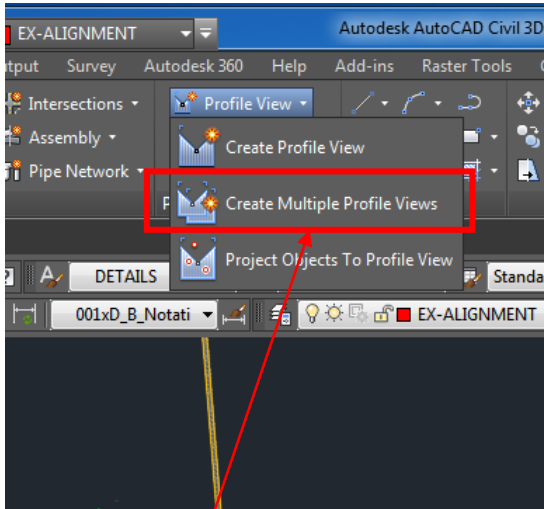 EX-ALIGNMENT Autodesk AutoCAD Civil 3D
tput Survey Autodesk 360 Help Add-ins Raster Tools
Intersections Profile View
Assembly Create Profile View
Pipe Network Create Multiple Profile Views
P
Project Objects To Profile View
? A DETAILS Standa
001xD_B_Notati EX-ALIGNMENT